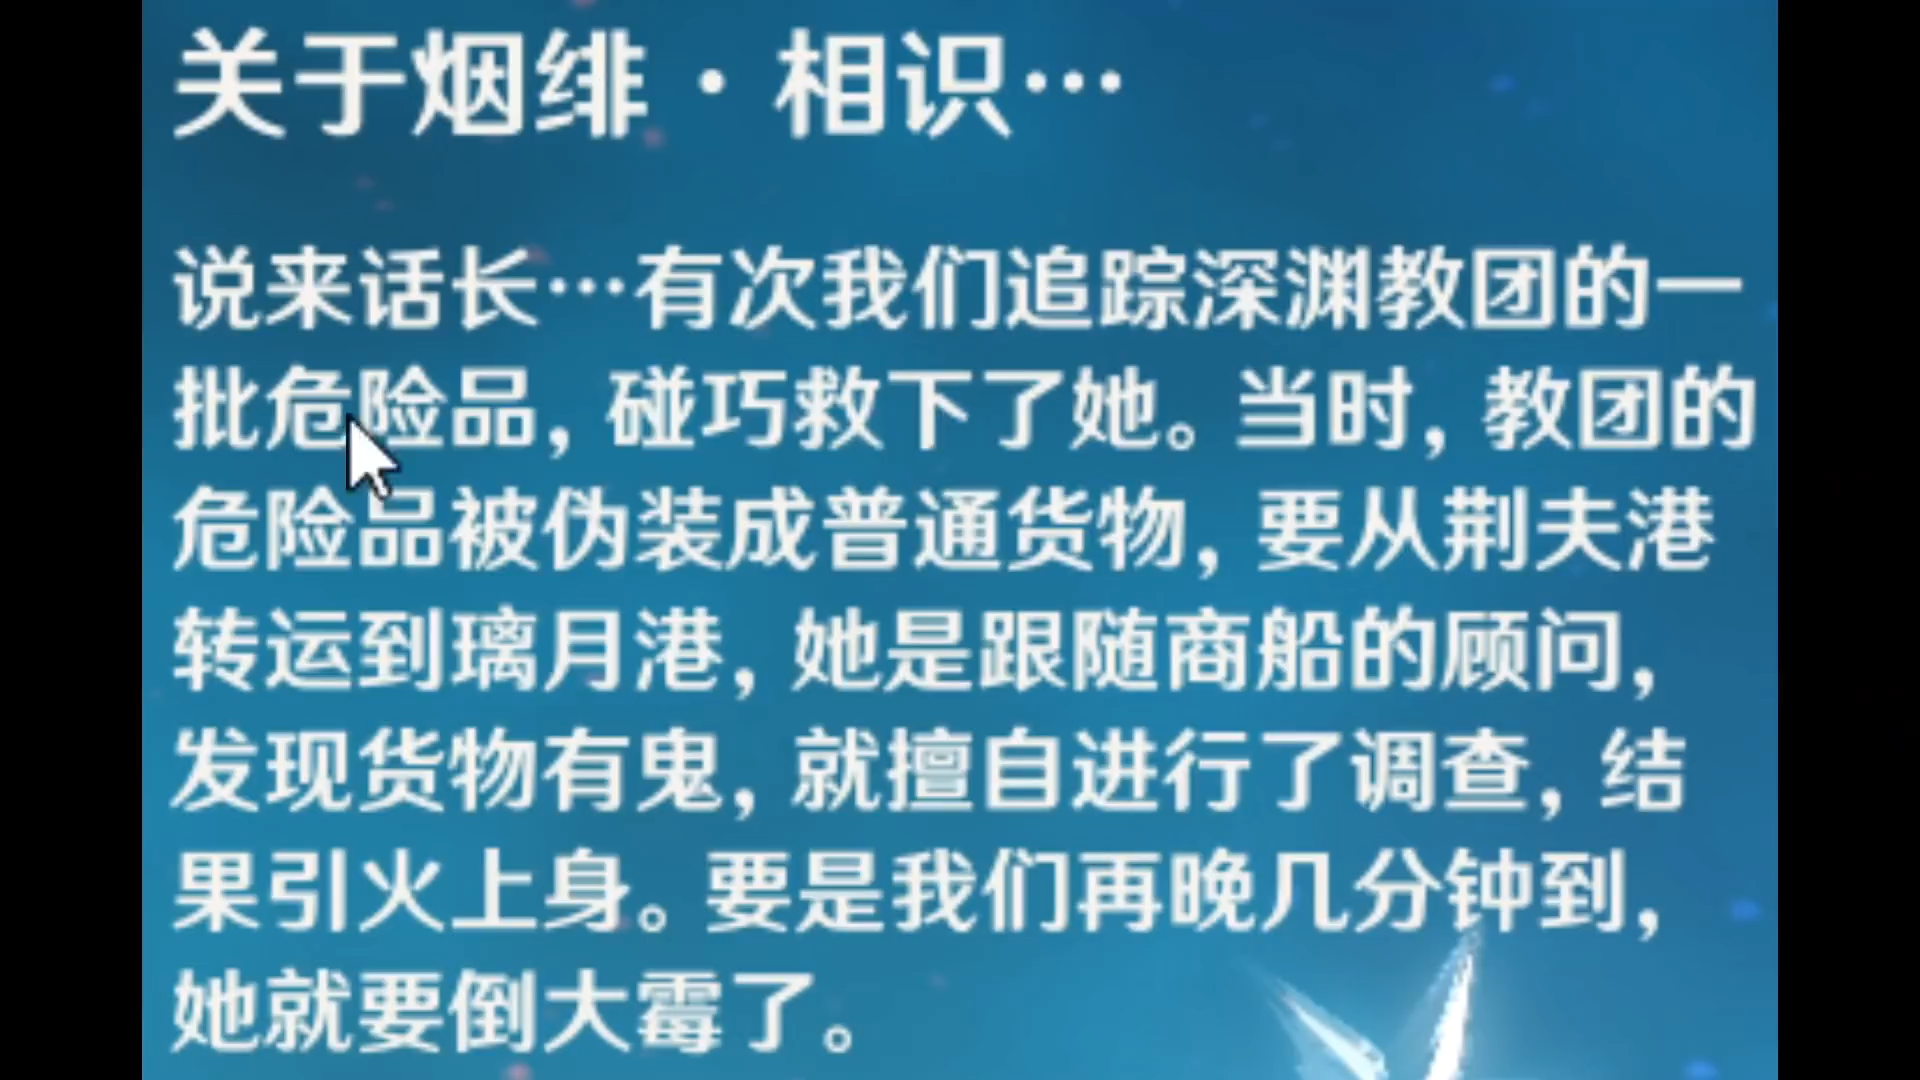 关于烟绯·相识…
说来话长…有次我们追踪深渊教团的一
批危险品，碰巧救下了她。当时，教团的
危险品被伪装成普通货物，要从荆夫港
转运到璃月港，她是跟随商船的顾问，
发现货物有鬼，就擅自进行了调查，结
果引火上身。要是我们再晚几分钟到，
她就要倒大霉了。